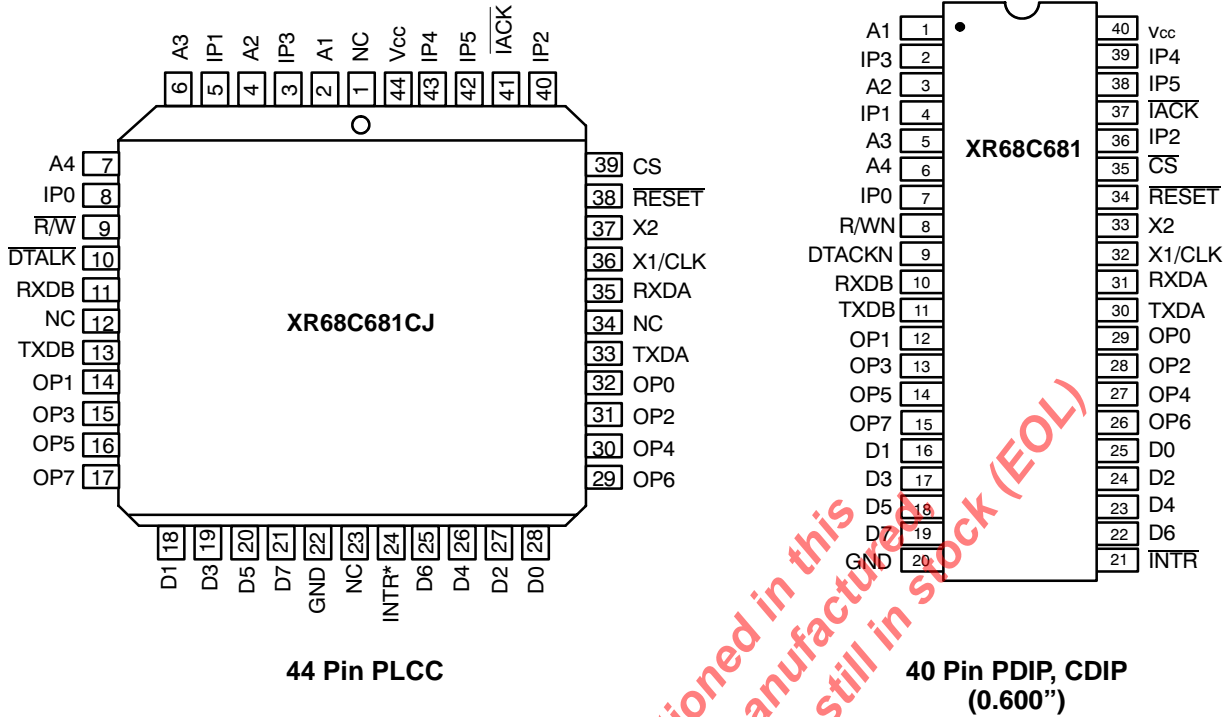 A3 IP1 A2 IP3 A1 NC Vcc IP4 IP5 IACK IP2
6 5 4 3 2 1 44 43 42 41 40
A4 7
IP0 8
R/W 9
DTALK 10
RXDB 11
NC 12
TXDB 13
OP1 14
OP3 15
OP5 16
OP7 17
XR68C681CJ
39 CS
38 RESET
37 X2
36 X1/CLK
35 RXDA
34 NC
33 TXDA
32 OP0
31 OP2
30 OP4
29 OP6
18 19 20 21 22 23 24 25 26 27 28
D1 D3 D5 D7 GND NC INTR* D6 D4 D2 D0
44 Pin PLCC
A1 1
IP3 2
A2 3
IP1 4
A3 5
A4 6
IP0 7
R/WN 8
DTACKN 9
RXDB 10
TXDB 11
OP1 12
OP3 13
OP5 14
OP7 15
D1 16
D3 17
D5 18
D7 19
GND 20
XR68C681
40 Vcc
39 IP4
38 IP5
37 IACK
36 IP2
35 CS
34 RESET
33 X2
32 X1/CLK
31 RXDA
30 TXDA
29 OP0
28 OP2
27 OP4
26 OP6
25 D0
24 D2
23 D4
22 D6
21 INTR
40 Pin PDIP, CDIP
(0.600”)
in this
still in stock (EOL)